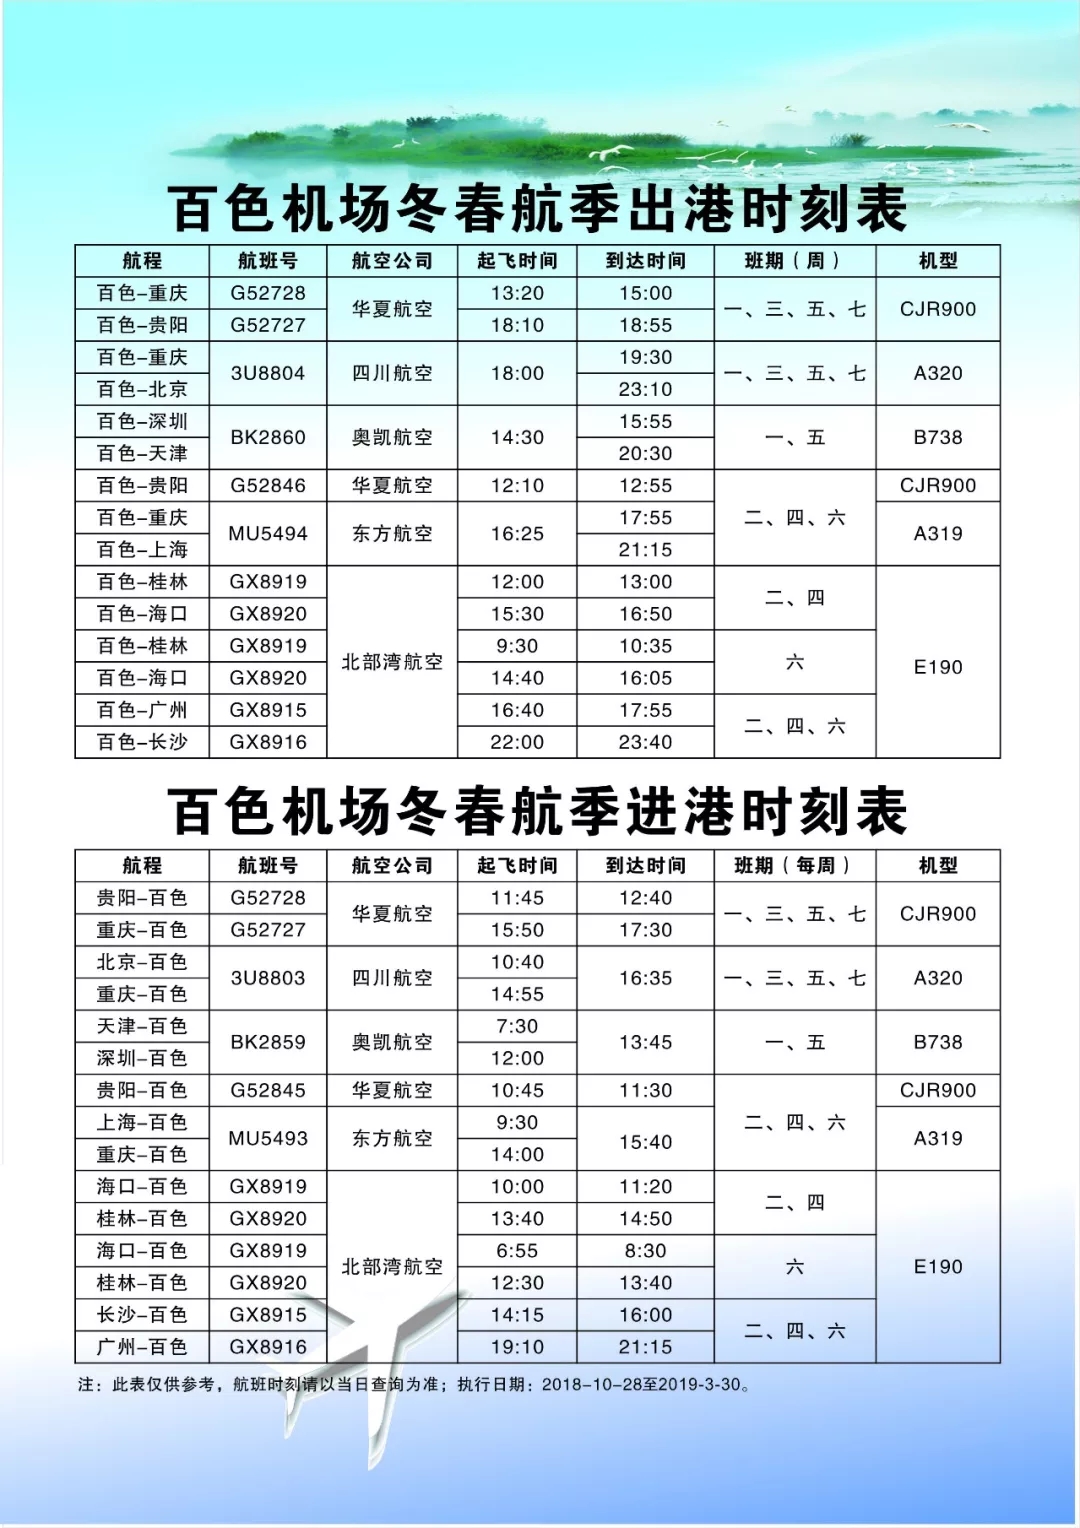 百色机场冬春航季出港时刻表
航程 航班号 航空公司 起飞时间 到达时间 班期（周） 机型
百色–重庆 G52728 华夏航空 13:20 15:00 一、三、五、七 CJR900
百色–贵阳 G52727 18:10 18:55
百色–重庆 3U8804 四川航空 18:00 19:30 一、三、五、七 A320
百色–北京 23:10
百色–深圳 BK2860 奥凯航空 14:30 15:55 一、五 B738
百色–天津 20:30
百色–贵阳 G52846 华夏航空 12:10 12:55 二、四、六 CJR900
百色–重庆 MU5494 东方航空 16:25 17:55 A319
百色–上海 21:15
百色–桂林 GX8919 北部湾航空 12:00 13:00 二、四 E190
百色–海口 GX8920 15:30 16:50
百色–桂林 GX8919 9:30 10:35 六
百色–海口 GX8920 14:40 16:05
百色–广州 GX8915 16:40 17:55 二、四、六
百色–长沙 GX8916 22:00 23:40
百色机场冬春航季进港时刻表
航程 航班号 航空公司 起飞时间 到达时间 班期（每周） 机型
贵阳–百色 G52728 华夏航空 11:45 12:40 一、三、五、七 CJR900
重庆–百色 G52727 15:50 17:30
北京–百色 3U8803 四川航空 10:40 16:35 一、三、五、七 A320
重庆–百色 14:55
天津–百色 BK2859 奥凯航空 7:30 13:45 一、五 B738
深圳–百色 12:00
贵阳–百色 G52845 华夏航空 10:45 11:30 二、四、六 CJR900
上海–百色 MU5493 东方航空 9:30 15:40 A319
重庆–百色 14:00
海口–百色 GX8919 北部湾航空 10:00 11:20 二、四 E190
桂林–百色 GX8920 13:40 14:50
海口–百色 GX8919 6:55 8:30 六
桂林–百色 GX8920 12:30 13:40
长沙–百色 GX8915 14:15 16:00 二、四、六
广州–百色 GX8916 19:10 21:15
注：此表仅供参考，航班时刻请以当日查询为准；执行日期：2018–10–28至2019-3-30。